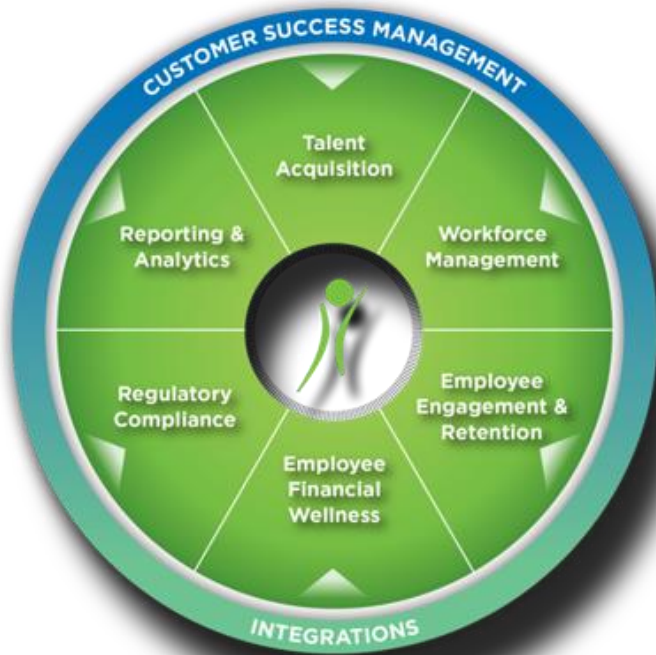 CUSTOMER SUCCESS MANAGEMENT
Talent
Acquisition
Workforce
Management
Employee
Engagement &
Retention
Employee
Financial
Wellness
Regulatory
Compliance
Reporting &
Analytics
INTEGRATIONS